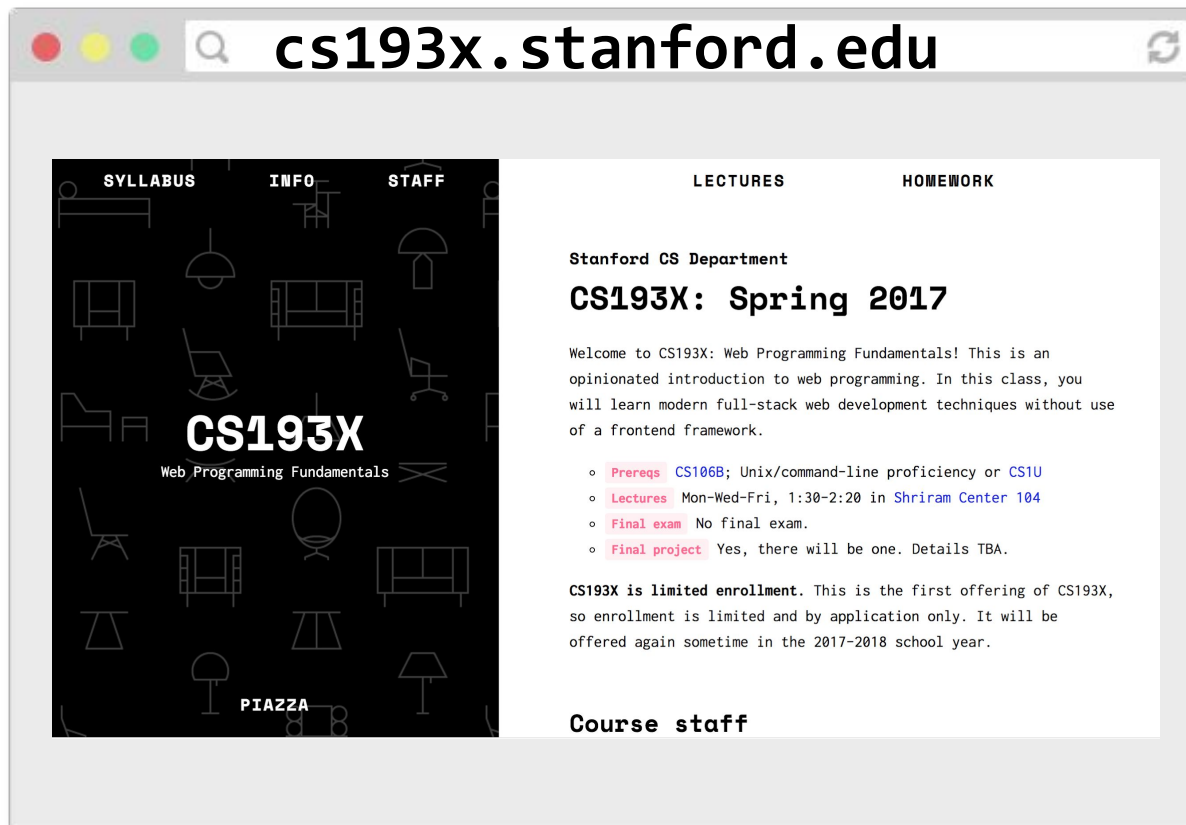 cs193x.stanford.edu
SYLLABUS INFO STAFF
LECTURES HOMEWORK
CS193X
Web Programming Fundamentals
PIAZZA
Stanford CS Department
CS193X: Spring 2017
Welcome to CS193X: Web Programming Fundamentals! This is an
opinionated introduction to web programming. In this class, you
will learn modern full-stack web development techniques without use
of a frontend framework.
Prereqs CS106B; Unix/command-line proficiency or CS1U
Lectures Mon-Wed-Fri, 1:30-2:20 in Shriram Center 104
Final exam No final exam.
Final project Yes, there will be one. Details TBA.
CS193X is limited enrollment. This is the first offering of CS193X,
so enrollment is limited and by application only. It will be
offered again sometime in the 2017-2018 school year.
Course staff